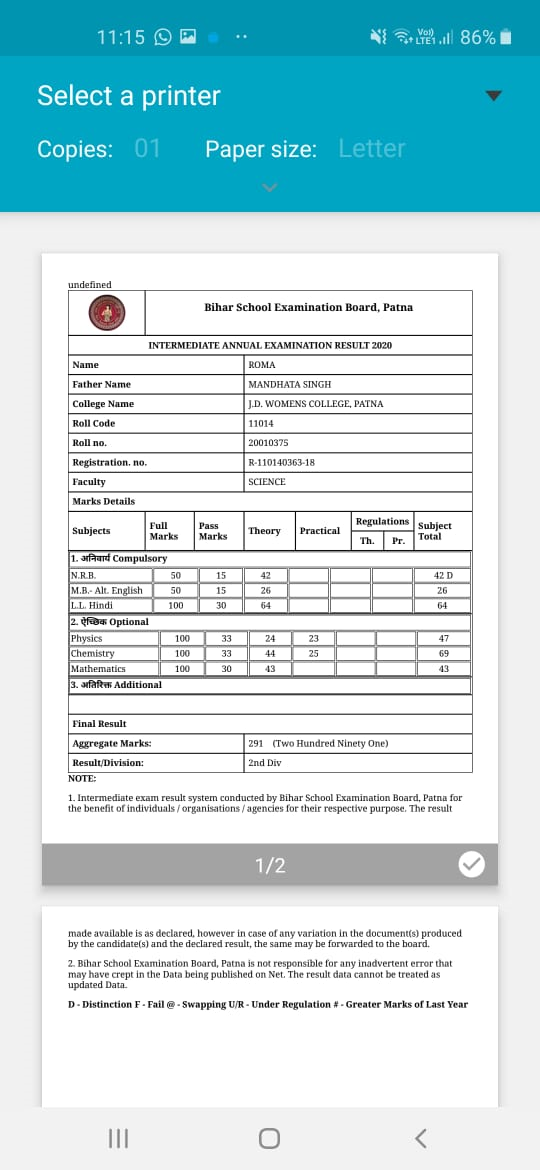 11:15
Vo)) LTE1 86%
Select a printer
Copies: 01 Paper size: Letter
undefined
Bihar School Examination Board, Patna
INTERMEDIATE ANNUAL EXAMINATION RESULT 2020
Name ROMA
Father Name MANDHATA SINGH
College Name J.D. WOMENS COLLEGE, PATNA
Roll Code 11014
Roll no. 20010375
Registration. no. R-110140363-18
Faculty SCIENCE
Marks Details
Subjects Full Marks Pass Marks Theory Practical Regulations Th. Pr. Subject Total
1. अनिवार्य Compulsory
N.R.B. 50 15 42 42 D
M.B.- Alt. English 50 15 26 26
L.L. Hindi 100 30 64 64
2. ऐच्छिक Optional
Physics 100 33 24 23 47
Chemistry 100 33 44 25 69
Mathematics 100 30 43 43
3. अतिरिक्त Additional
Final Result
Aggregate Marks: 291 (Two Hundred Ninety One)
Result/Division: 2nd Div
NOTE:
1. Intermediate exam result system conducted by Bihar School Examination Board, Patna for
the benefit of individuals / organisations / agencies for their respective purpose. The result
1/2
made available is as declared, however in case of any variation in the document(s) produced
by the candidate(s) and the declared result, the same may be forwarded to the board.
2. Bihar School Examination Board, Patna is not responsible for any inadvertent error that
may have crept in the Data being published on Net. The result data cannot be treated as
updated Data.
D - Distinction F - Fail @ - Swapping U/R - Under Regulation # - Greater Marks of Last Year